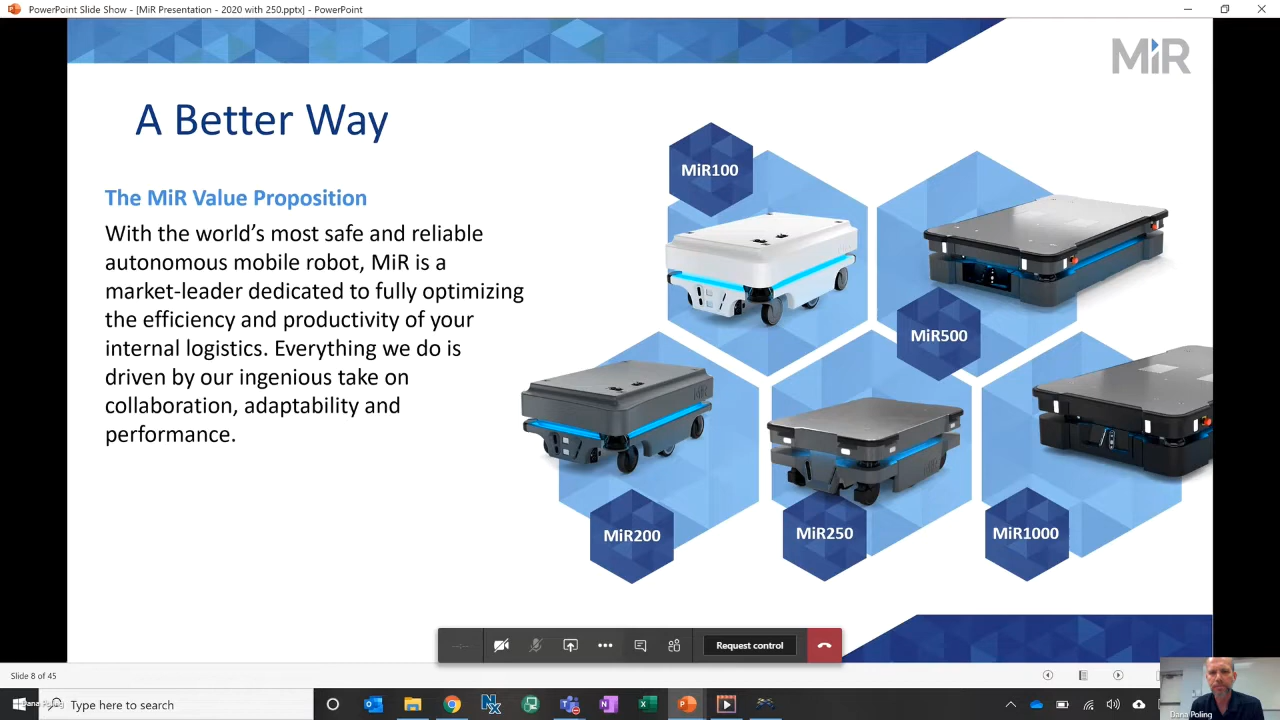 PowerPoint Slide Show - [MiR Presentation - 2020 with 250.pptx] - PowerPoint
MiR
A Better Way
The MiR Value Proposition
With the world's most safe and reliable
autonomous mobile robot, MiR is a
market-leader dedicated to fully optimizing
the efficiency and productivity of your
internal logistics. Everything we do is
driven by our ingenious take on
collaboration, adaptability and
performance.
MiR100
MiR500
MiR200
MiR250
MiR1000
Request control
Slide 8 of 45
Type here to search
Dana Poling
Dana Poling